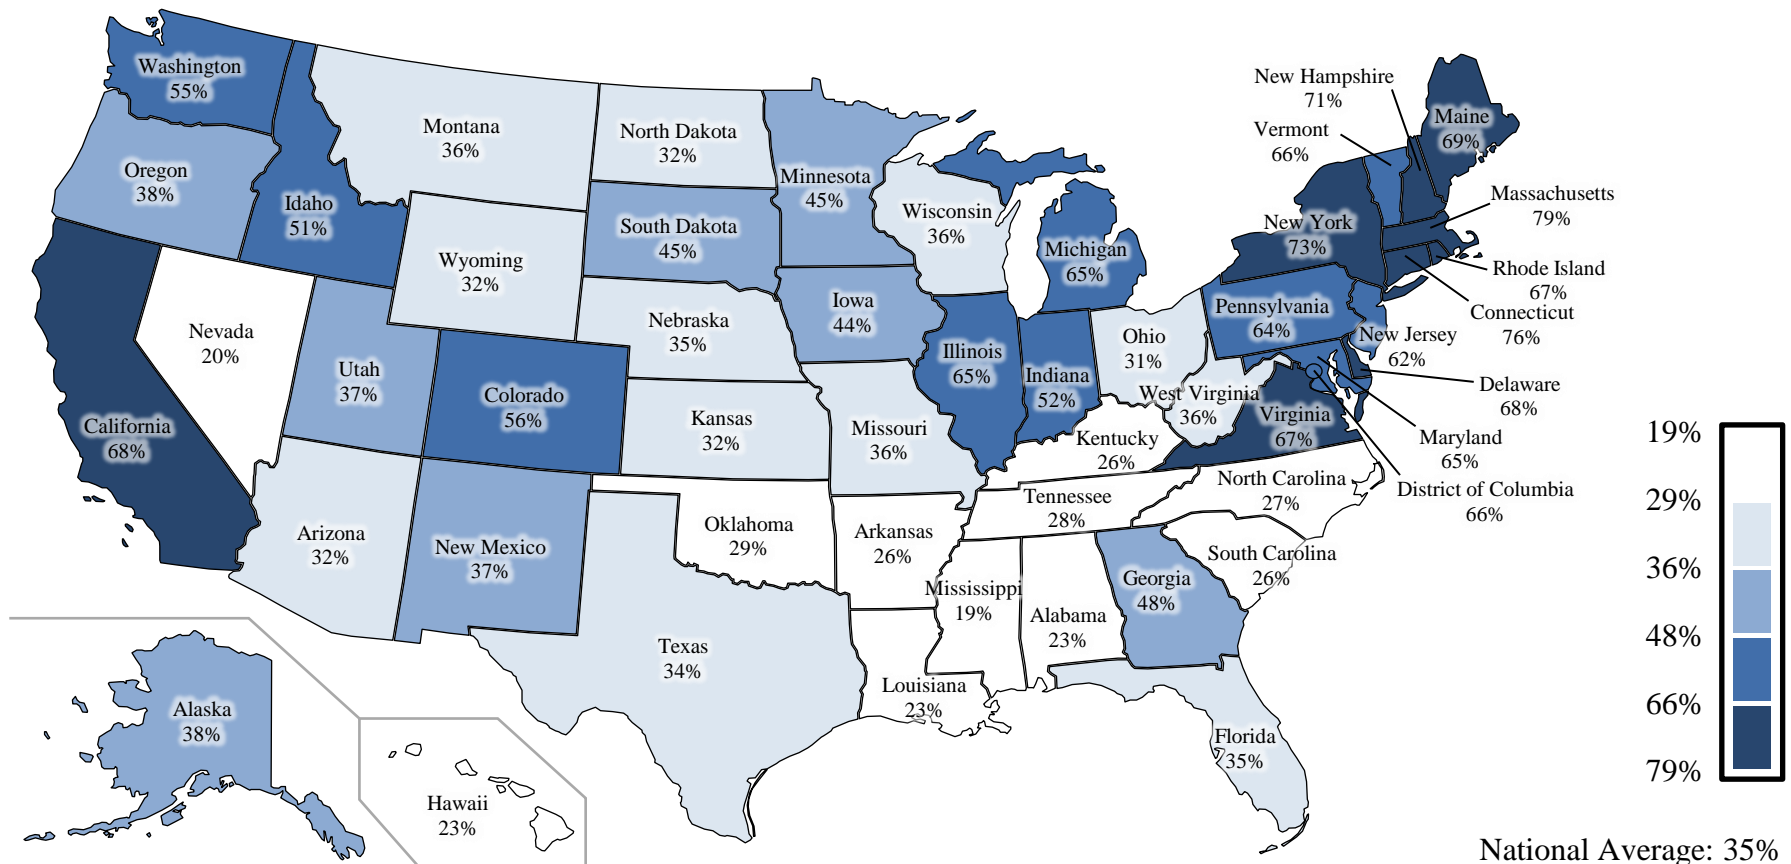 Washington
55%
Oregon
38%
Idaho
51%
Montana
36%
North Dakota
32%
Minnesota
45%
South Dakota
45%
Wisconsin
36%
Michigan
65%
New Hampshire
71%
Vermont
66%
Maine
69%
Massachusetts
79%
New York
73%
Rhode Island
67%
Connecticut
76%
Wyoming
32%
Nebraska
35%
Iowa
44%
Illinois
65%
Indiana
52%
Ohio
31%
Pennsylvania
64%
New Jersey
62%
Delaware
68%
Maryland
65%
District of Columbia
66%
Nevada
20%
Utah
37%
Colorado
56%
California
68%
Kansas
32%
Missouri
36%
Kentucky
26%
West Virginia
36%
Virginia
67%
North Carolina
27%
Tennessee
28%
South Carolina
26%
Arizona
32%
New Mexico
37%
Oklahoma
29%
Arkansas
26%
Mississippi
19%
Alabama
23%
Georgia
48%
Texas
34%
Louisiana
23%
Florida
35%
Alaska
38%
Hawaii
23%
19%
29%
36%
48%
66%
79%
National Average: 35%